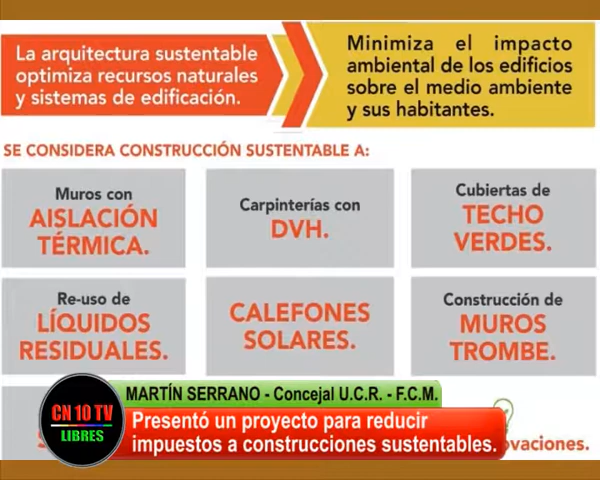 La arquitectura sustentable
optimiza recursos naturales
y sistemas de edificación.
Minimiza el impacto
ambiental de los edificios
sobre el medio ambiente
y sus habitantes.
SE CONSIDERA CONSTRUCCIÓN SUSTENTABLE A:
Muros con
AISLACIÓN
TÉRMICA.
Carpinterías con
DVH.
Cubiertas de
TECHO
VERDES.
Re-uso de
LÍQUIDOS
RESIDUALES.
CALEFONES
SOLARES.
Construcción de
MUROS
TROMBE.
CN 10 TV
LIBRES
MARTÍN SERRANO - Concejal U.C.R. - F.C.M.
Presentó un proyecto para reducir
impuestos a construcciones sustentables.